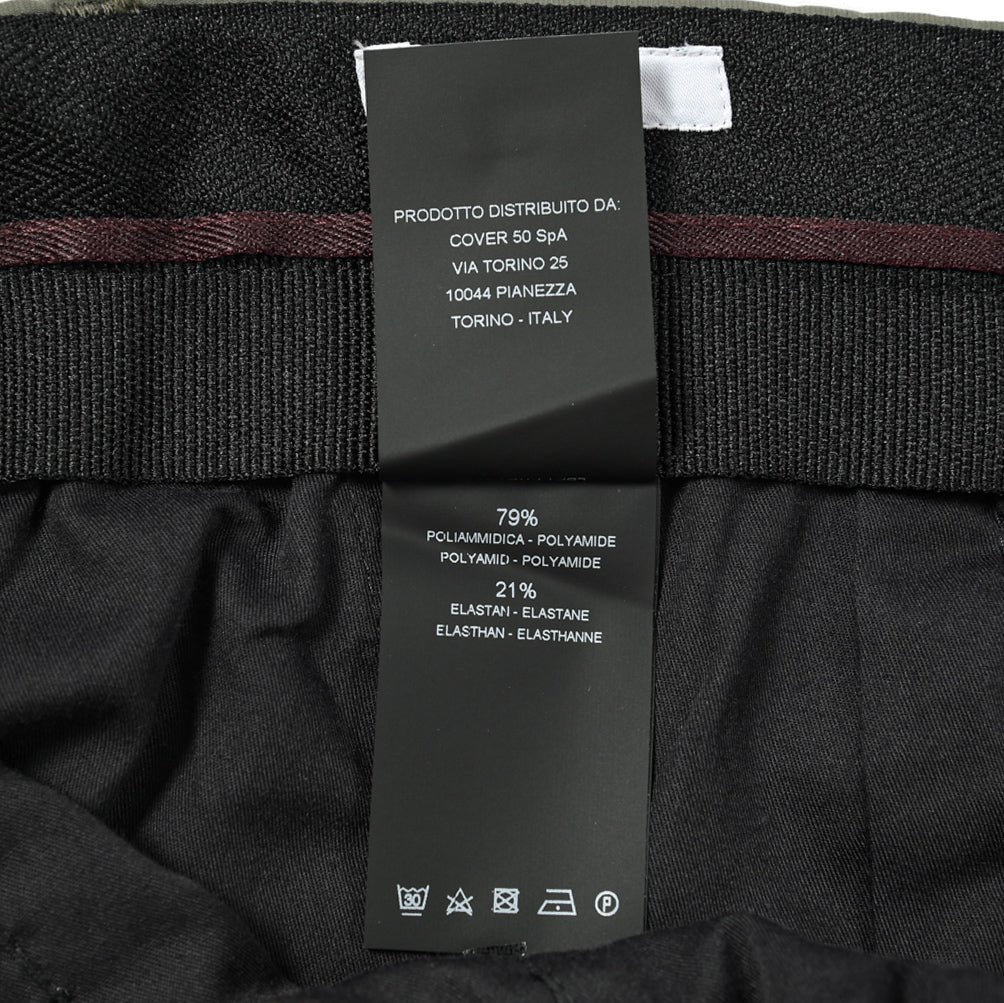 PRODOTTO DISTRIBUITO DA:
COVER 50 SpA
VIA TORINO 25
10044 PIANEZZA
TORINO - ITALY
79%
POLIAMMIDICA - POLYAMIDE
POLYAMID - POLYAMIDE
21%
ELASTAN - ELASTANE
ELASTHAN - ELASTHANNE
30
P